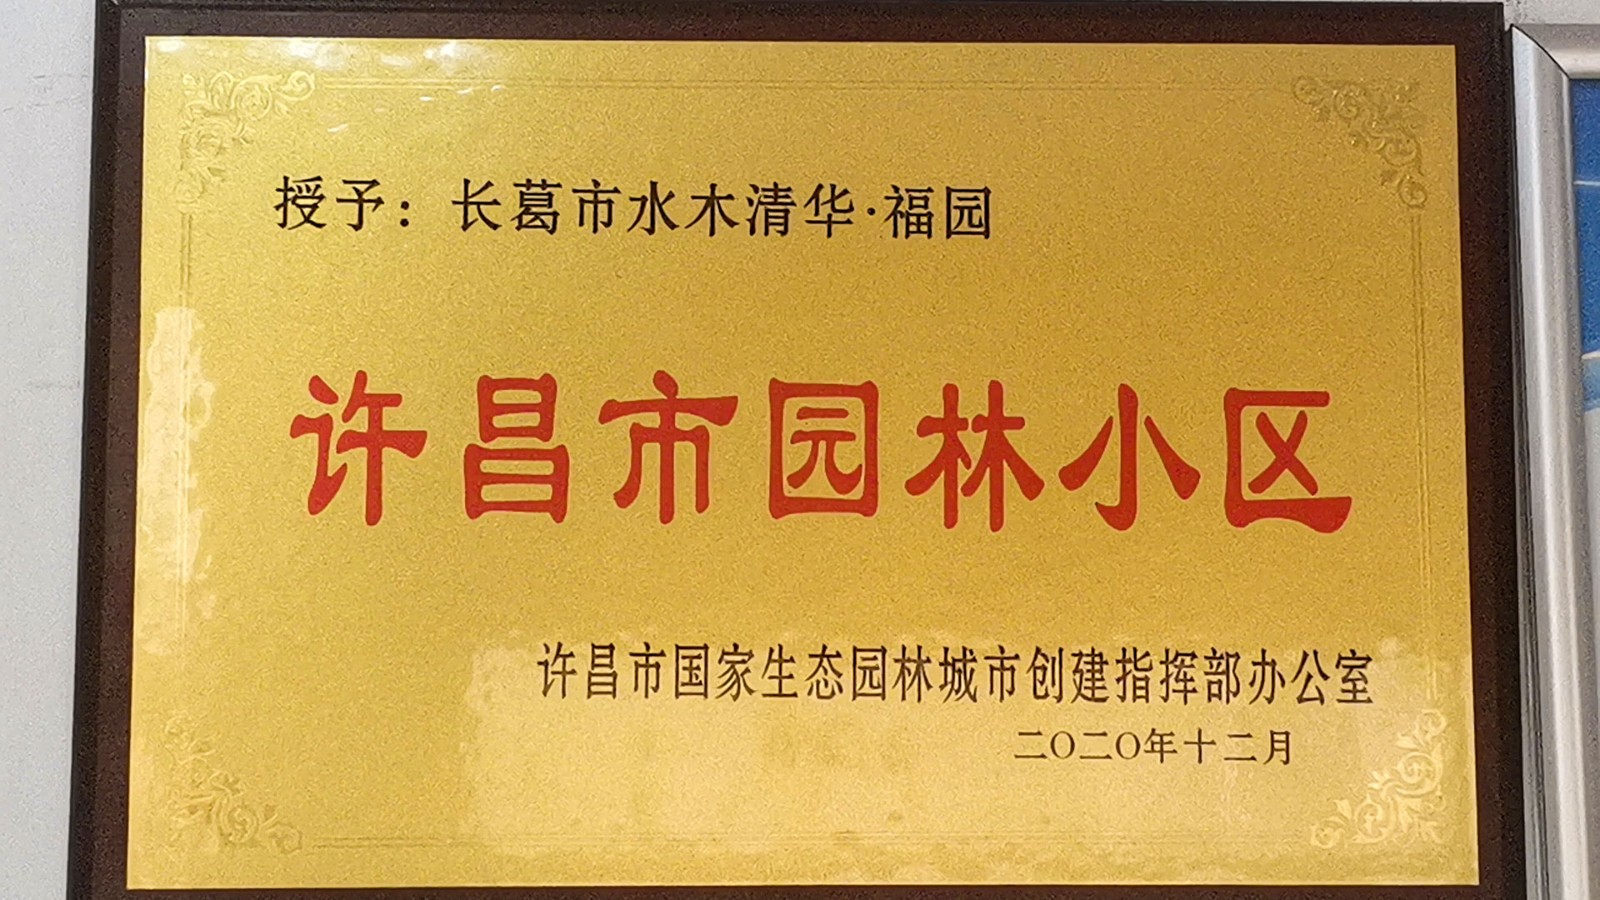 授予：长葛市水木清华·福园
许昌市园林小区
许昌市国家生态园林城市创建指挥部办公室
二〇二〇年十二月